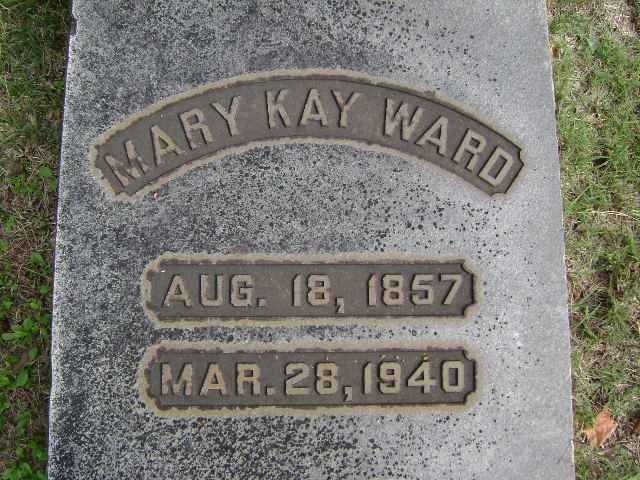 MARY KAY WARD
AUG. 18, 1857
MAR. 28, 1940